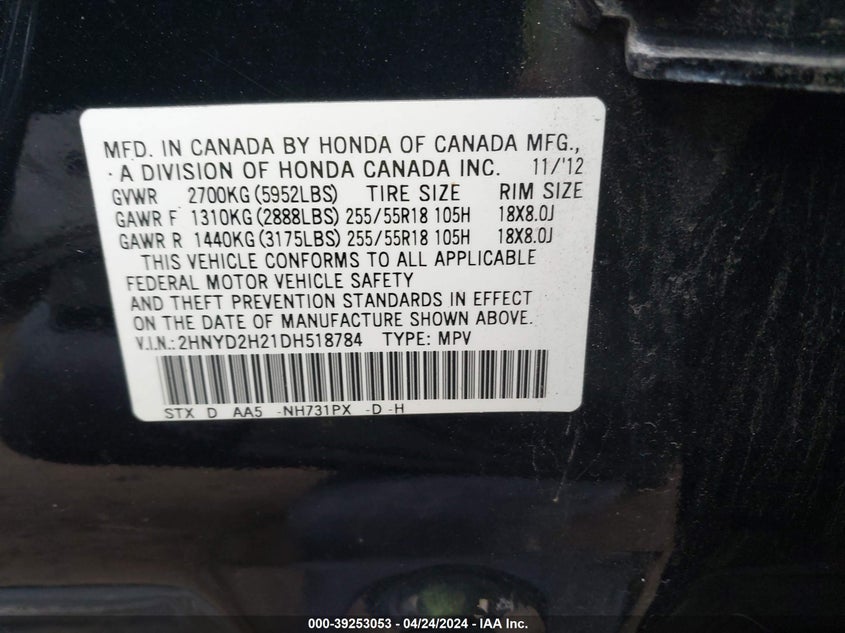 MFD. IN CANADA BY HONDA OF CANADA MFG.,
A DIVISION OF HONDA CANADA INC. 11/'12
GVWR 2700KG (5952LBS) TIRE SIZE RIM SIZE
GAWR F 1310KG (2888LBS) 255/55R18 105H 18X8.0J
GAWR R 1440KG (3175LBS) 255/55R18 105H 18X8.0J
THIS VEHICLE CONFORMS TO ALL APPLICABLE
FEDERAL MOTOR VEHICLE SAFETY
AND THEFT PREVENTION STANDARDS IN EFFECT
ON THE DATE OF MANUFACTURE SHOWN ABOVE.
V.I.N.: 2HNYD2H21DH518784 TYPE: MPV
STX D AA5 -NH731PX -D -H
000-39253053 - 04/24/2024 - IAA Inc.